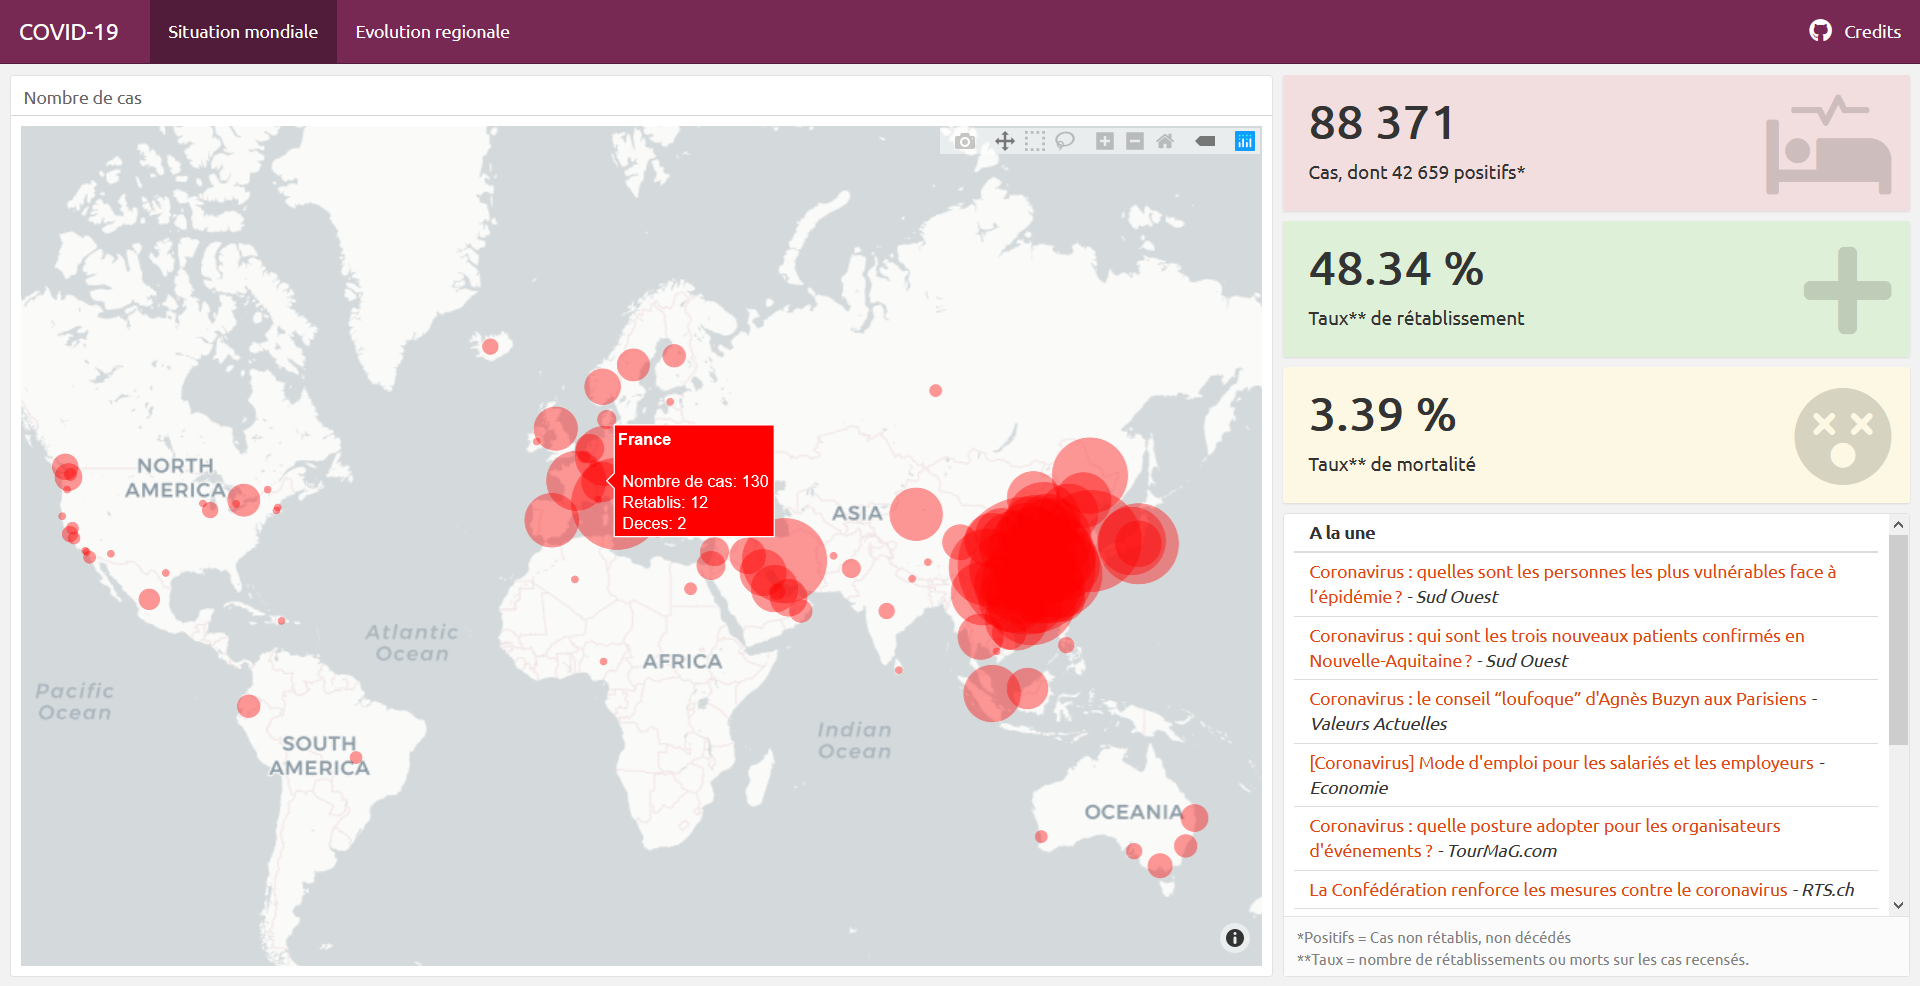 COVID-19
Situation mondiale
Evolution regionale
Credits
Nombre de cas
NORTH
AMERICA
Atlantic
Ocean
Pacific
Ocean
SOUTH
AMERICA
AFRICA
ASIA
Indian
Ocean
OCEANIA
France
Nombre de cas: 130
Retablis: 12
Deces: 2
88 371
Cas, dont 42 659 positifs*
48.34 %
Taux** de rétablissement
3.39 %
Taux** de mortalité
A la une
Coronavirus : quelles sont les personnes les plus vulnérables face à
l’épidémie ? - Sud Ouest
Coronavirus : qui sont les trois nouveaux patients confirmés en
Nouvelle-Aquitaine ? - Sud Ouest
Coronavirus : le conseil “loufoque” d'Agnès Buzyn aux Parisiens -
Valeurs Actuelles
[Coronavirus] Mode d'emploi pour les salariés et les employeurs -
Economie
Coronavirus : quelle posture adopter pour les organisateurs
d'événements ? - TourMaG.com
La Confédération renforce les mesures contre le coronavirus - RTS.ch
*Positifs = Cas non rétablis, non décédés
**Taux = nombre de rétablissements ou morts sur les cas recensés.